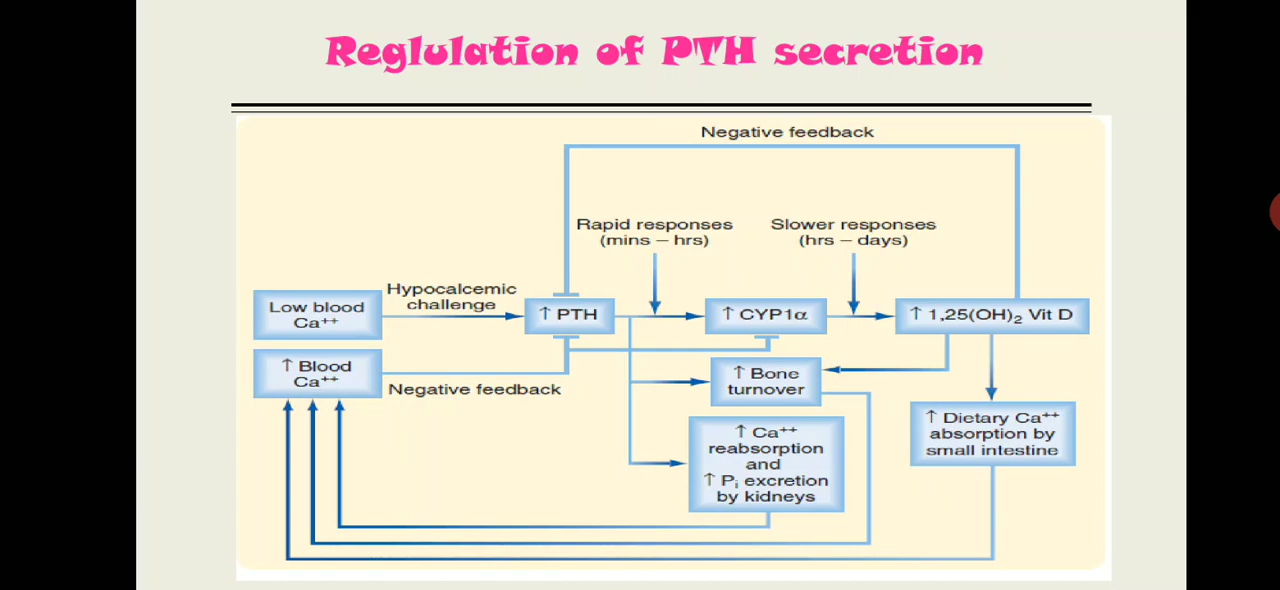 Reglulation of PTH secretion
Negative feedback
Rapid responses
(mins – hrs)
Slower responses
(hrs – days)
Low blood
Ca++
Hypocalcemic
challenge
↑ PTH
↑ CYP1α
↑ 1,25(OH)₂ Vit D
↑ Blood
Ca++
Negative feedback
↑ Bone
turnover
↑ Ca++
reabsorption
and
↑ Pᵢ excretion
by kidneys
↑ Dietary Ca++
absorption by
small intestine